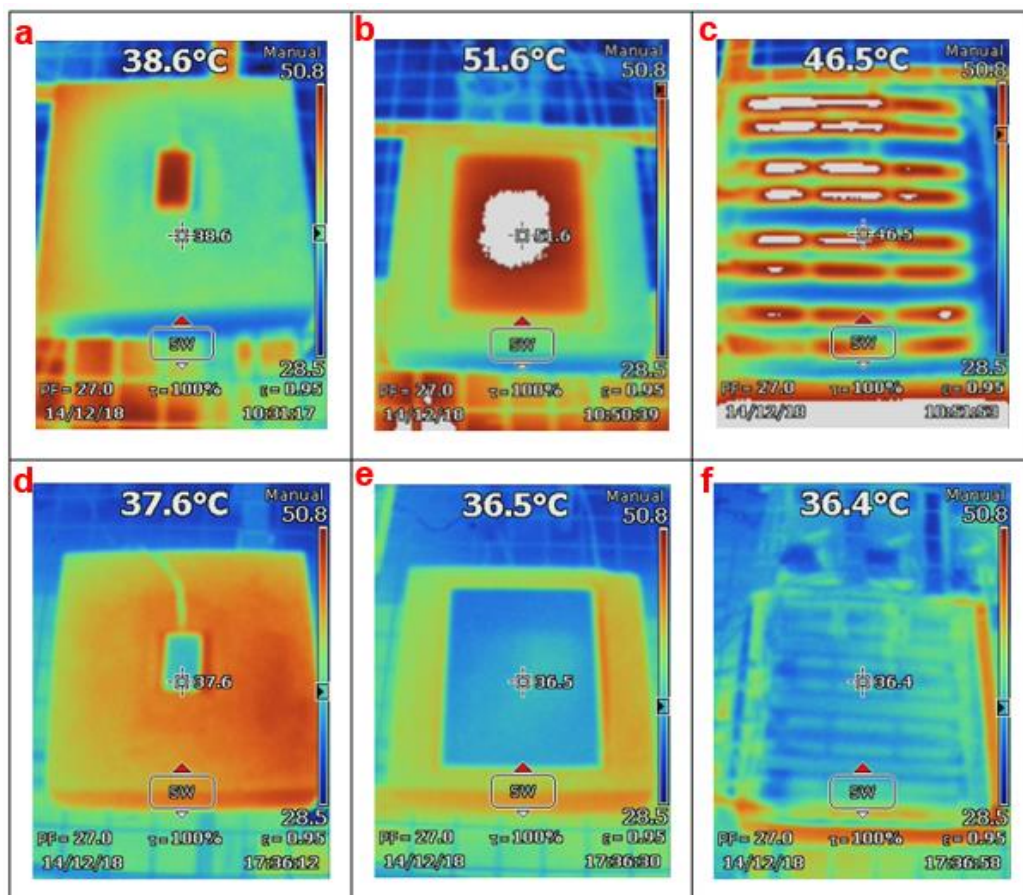 a
38.6°C
Manual
50.8
38.6
SW
28.5
PF= 27.0 τ=100% ε=0.95
14/12/18 10:31:17
b
51.6°C
Manual
50.8
51.6
SW
28.5
PF= 27.0 τ=100% ε=0.95
14/12/18 10:50:39
c
46.5°C
Manual
50.8
46.5
SW
28.5
PF= 27.0 τ=100% ε=0.95
14/12/18 10:51:53
d
37.6°C
Manual
50.8
37.6
SW
28.5
PF= 27.0 τ=100% ε=0.95
14/12/18 17:36:12
e
36.5°C
Manual
50.8
36.5
SW
28.5
PF= 27.0 τ=100% ε=0.95
14/12/18 17:36:30
f
36.4°C
Manual
50.8
36.4
SW
28.5
PF= 27.0 τ=100% ε=0.95
14/12/18 17:36:58